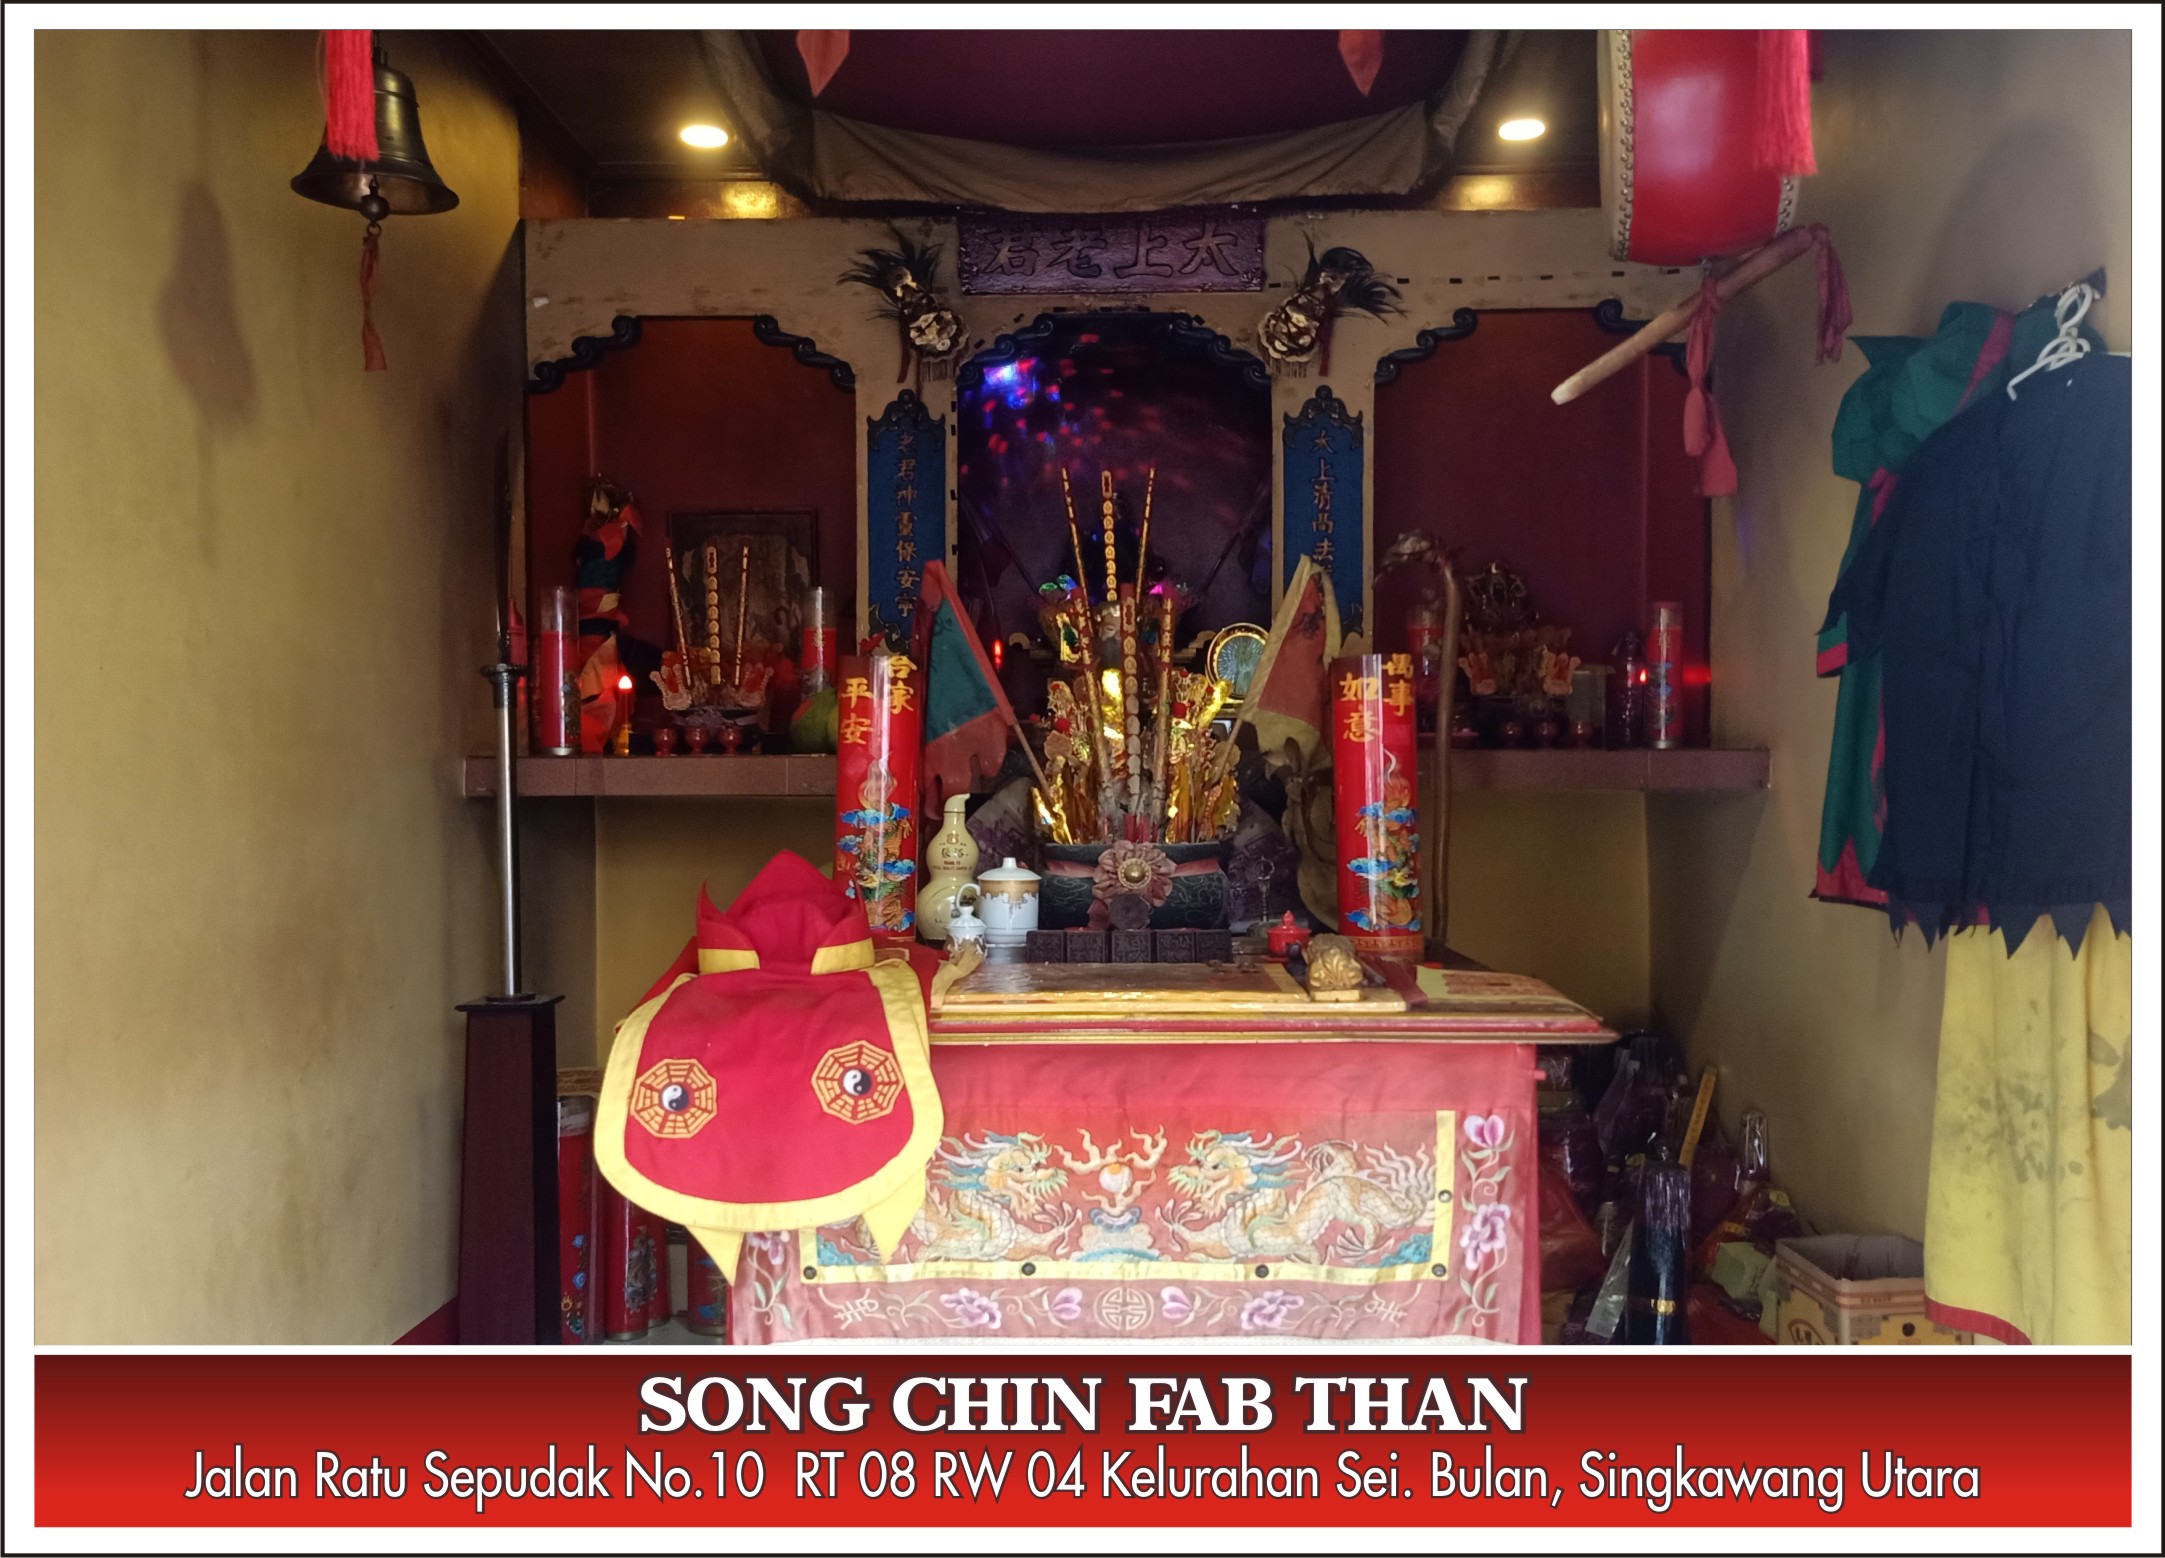 太上老君
太上清高法
老君神靈保安寧
合家
平安
萬事
如意
SONG CHIN FAB THAN
Jalan Ratu Sepudak No.10 RT 08 RW 04 Kelurahan Sei. Bulan, Singkawang Utara